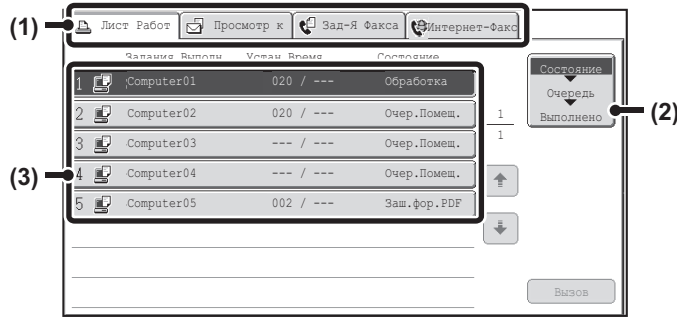 (1) Лист Работ Просмотр к Зад-Я Факса Интернет-Факс
Задания Выполн Устан Время Состояние
1 Computer01 020 / --- Обработка
2 Computer02 020 / --- Очер.Помещ.
3 Computer03 --- / --- Очер.Помещ.
4 Computer04 --- / --- Очер.Помещ.
5 Computer05 002 / --- Заш.фор.PDF
(3)
1
1
Состояние
Очередь
Выполнено
(2)
Вызов